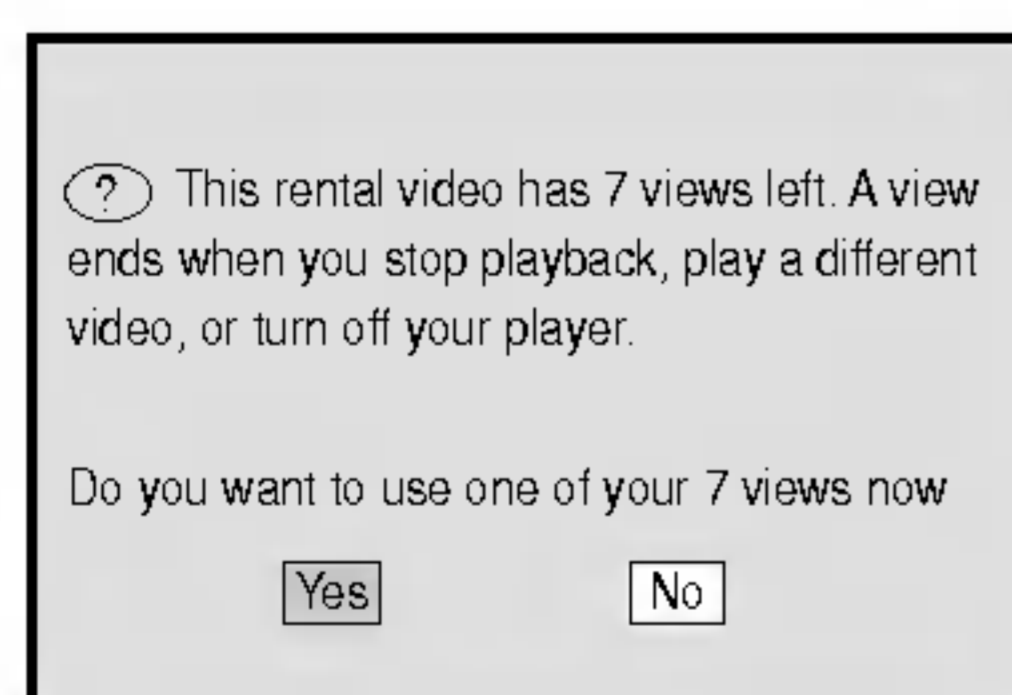 ? This rental video has 7 views left. A view
ends when you stop playback, play a different
video, or turn off your player.
Do you want to use one of your 7 views now
Yes No